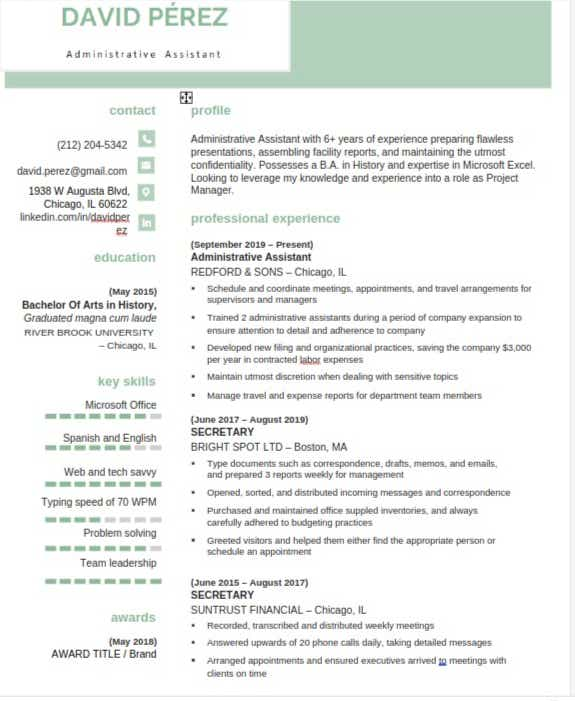 DAVID PÉREZ
Administrative Assistant
contact
(212) 204-5342
david.perez@gmail.com
1938 W Augusta Blvd,
Chicago, IL 60622
linkedin.com/in/davidper
ez
education
(May 2015)
Bachelor Of Arts in History,
Graduated magna cum laude
RIVER BROOK UNIVERSITY
– Chicago, IL
key skills
Microsoft Office
Spanish and English
Web and tech savvy
Typing speed of 70 WPM
Problem solving
Team leadership
awards
(May 2018)
AWARD TITLE / Brand
profile
Administrative Assistant with 6+ years of experience preparing flawless
presentations, assembling facility reports, and maintaining the utmost
confidentiality. Possesses a B.A. in History and expertise in Microsoft Excel.
Looking to leverage my knowledge and experience into a role as Project
Manager.
professional experience
(September 2019 – Present)
Administrative Assistant
REDFORD & SONS – Chicago, IL
▪ Schedule and coordinate meetings, appointments, and travel arrangements for
supervisors and managers
▪ Trained 2 administrative assistants during a period of company expansion to
ensure attention to detail and adherence to company
▪ Developed new filing and organizational practices, saving the company $3,000
per year in contracted labor expenses
▪ Maintain utmost discretion when dealing with sensitive topics
▪ Manage travel and expense reports for department team members
(June 2017 – August 2019)
SECRETARY
BRIGHT SPOT LTD – Boston, MA
▪ Type documents such as correspondence, drafts, memos, and emails,
and prepared 3 reports weekly for management
▪ Opened, sorted, and distributed incoming messages and correspondence
▪ Purchased and maintained office supplied inventories, and always
carefully adhered to budgeting practices
▪ Greeted visitors and helped them either find the appropriate person or
schedule an appointment
(June 2015 – August 2017)
SECRETARY
SUNTRUST FINANCIAL – Chicago, IL
▪ Recorded, transcribed and distributed weekly meetings
▪ Answered upwards of 20 phone calls daily, taking detailed messages
▪ Arranged appointments and ensured executives arrived to meetings with
clients on time